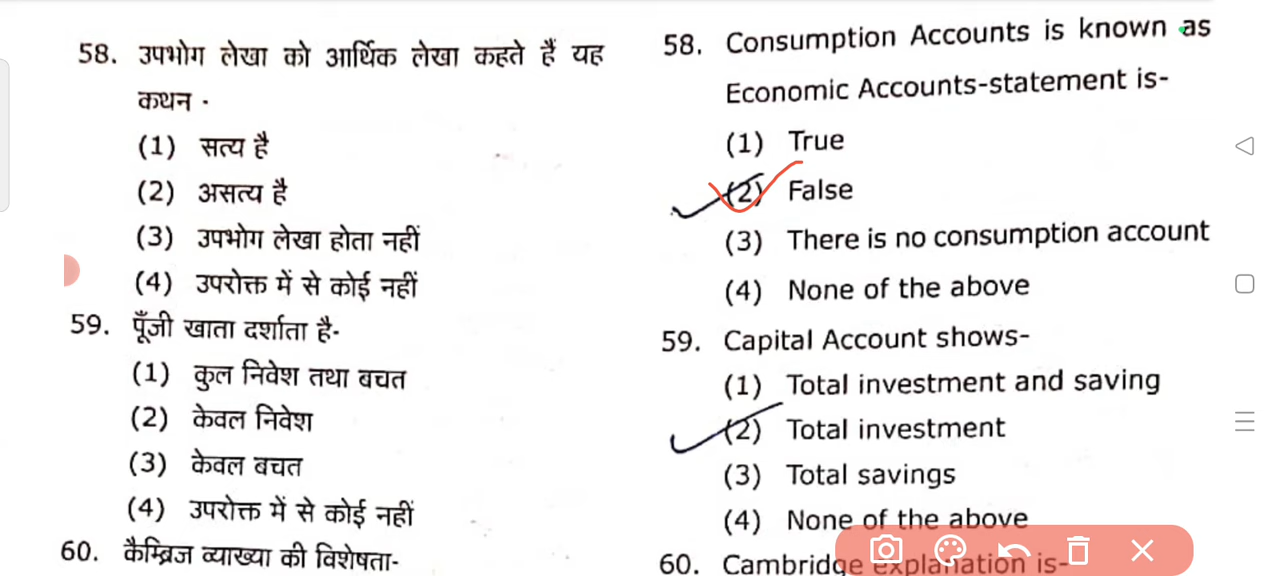 58. उपभोग लेखा को आर्थिक लेखा कहते हैं यह
कथन -
(1) सत्य है
(2) असत्य है
(3) उपभोग लेखा होता नहीं
(4) उपरोक्त में से कोई नहीं
59. पूँजी खाता दर्शाता है-
(1) कुल निवेश तथा बचत
(2) केवल निवेश
(3) केवल बचत
(4) उपरोक्त में से कोई नहीं
60. कैम्ब्रिज व्याख्या की विशेषता-
58. Consumption Accounts is known as
Economic Accounts-statement is-
(1) True
(2) False
(3) There is no consumption account
(4) None of the above
59. Capital Account shows-
(1) Total investment and saving
(2) Total investment
(3) Total savings
(4) None of the above
60. Cambridge explanation is-